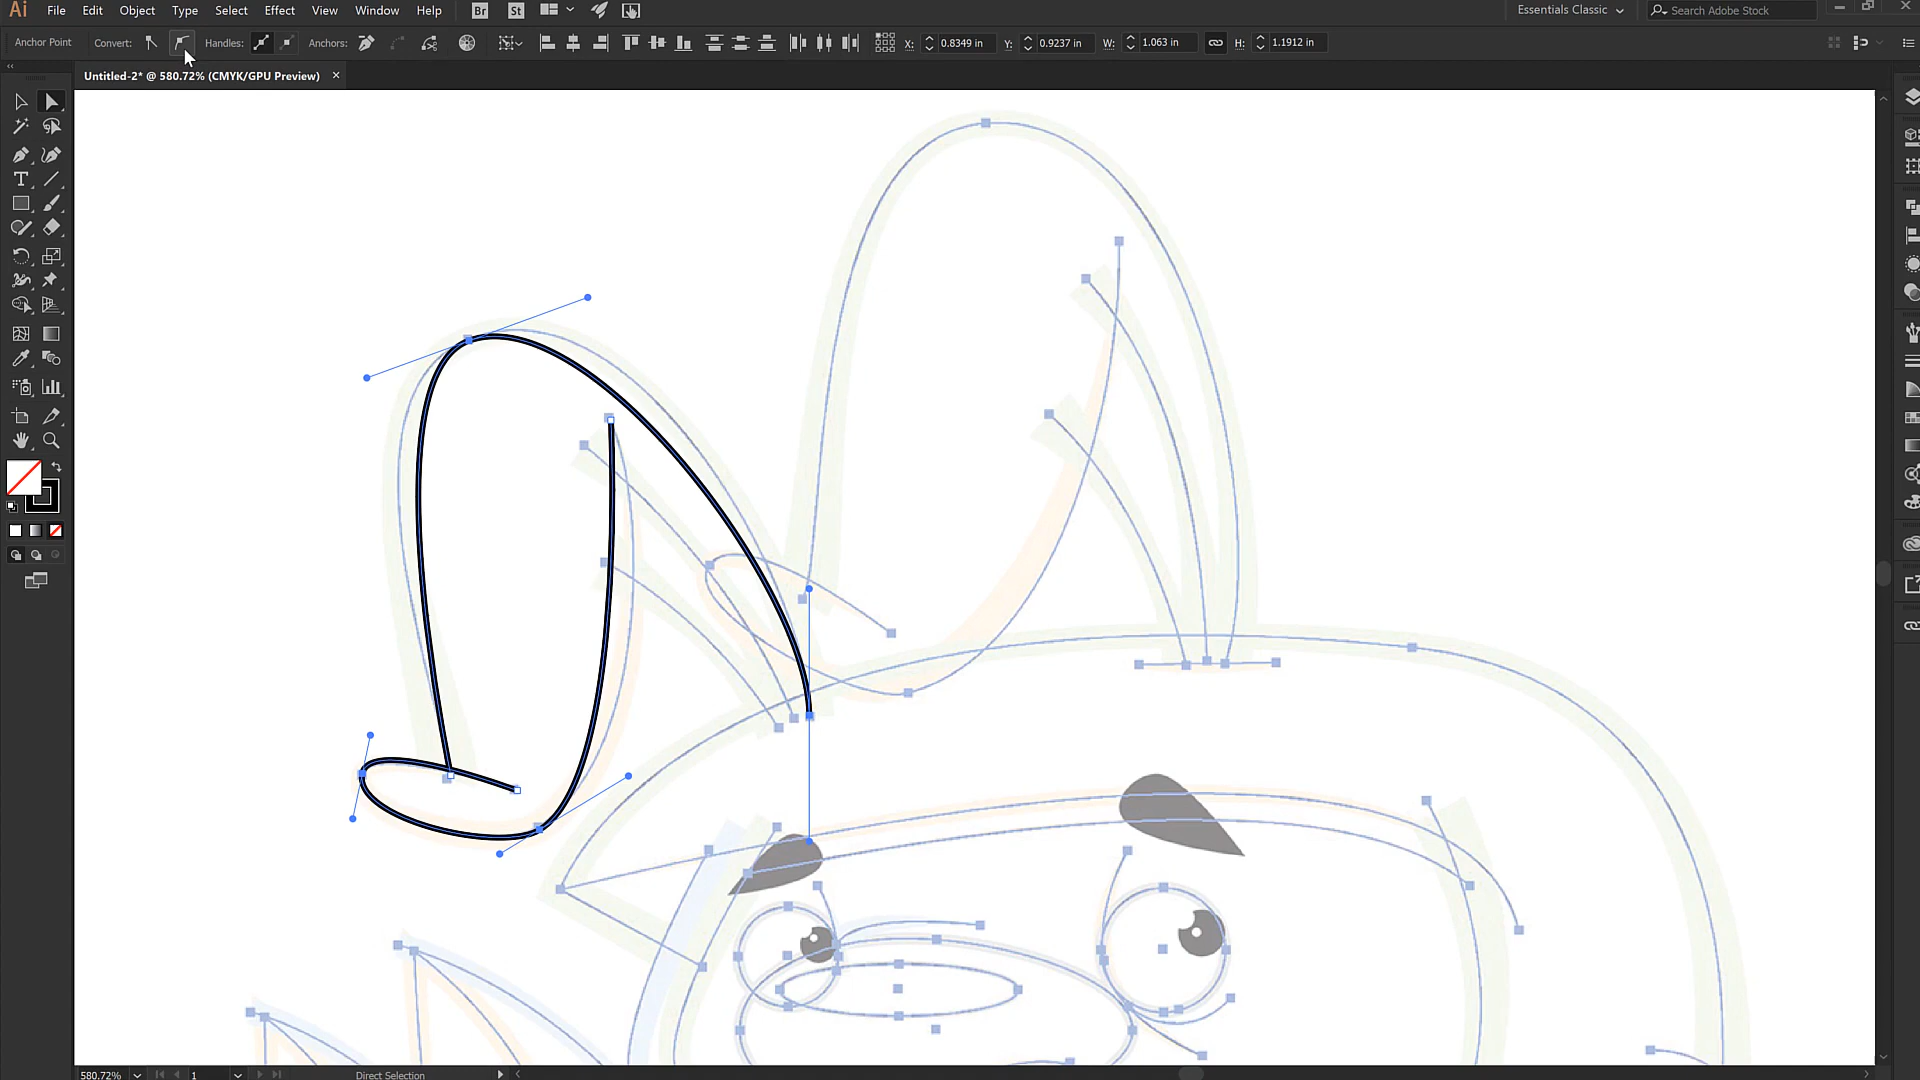 Ai File Edit Object Type Select Effect View Window Help Br St Essentials Classic Search Adobe Stock
Anchor Point Convert: Handles: Anchors: X: 0.8349 in Y: 0.9237 in W: 1.063 in H: 1.1912 in
Untitled-2* @ 580.72% (CMYK/GPU Preview) ×
T
580.72% 1 Direct Selection